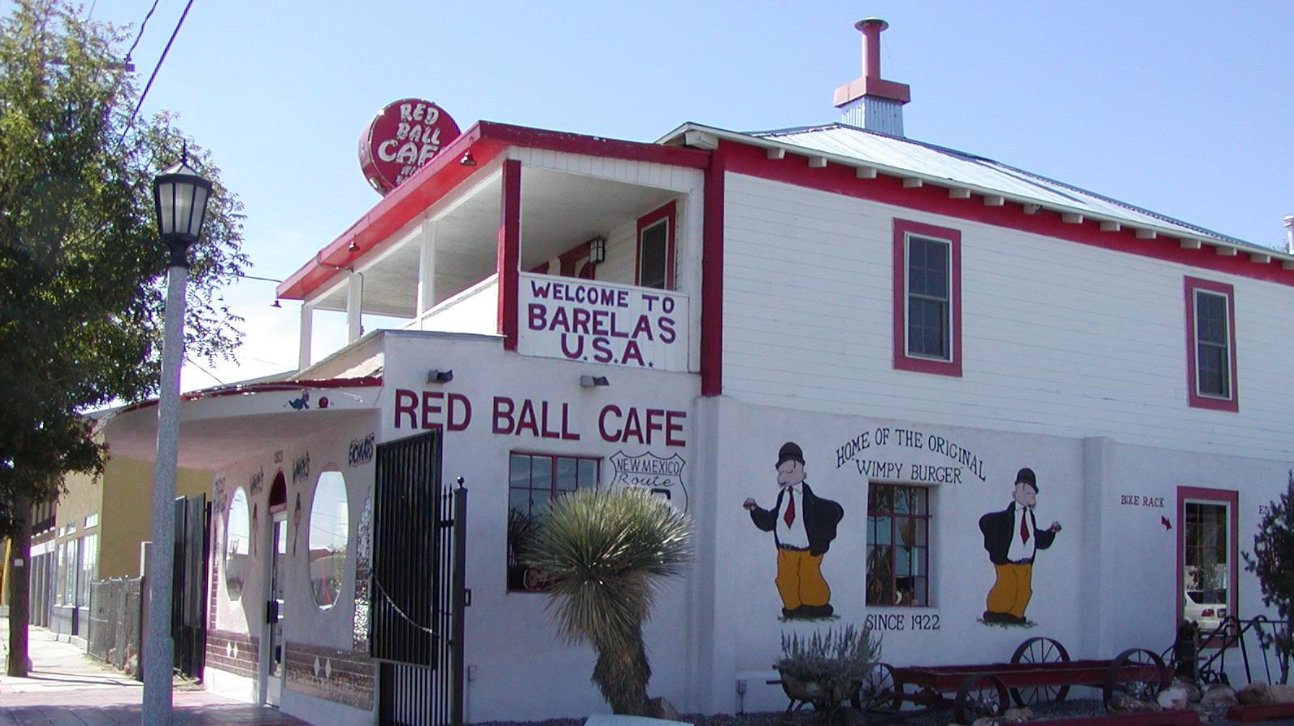 RED
BALL
CAFE
WELCOME TO
BARELAS
U.S.A.
RED BALL CAFE
NEW MEXICO
Route
HOME OF THE ORIGINAL
WIMPY BURGER
SINCE 1922
BIKE RACK